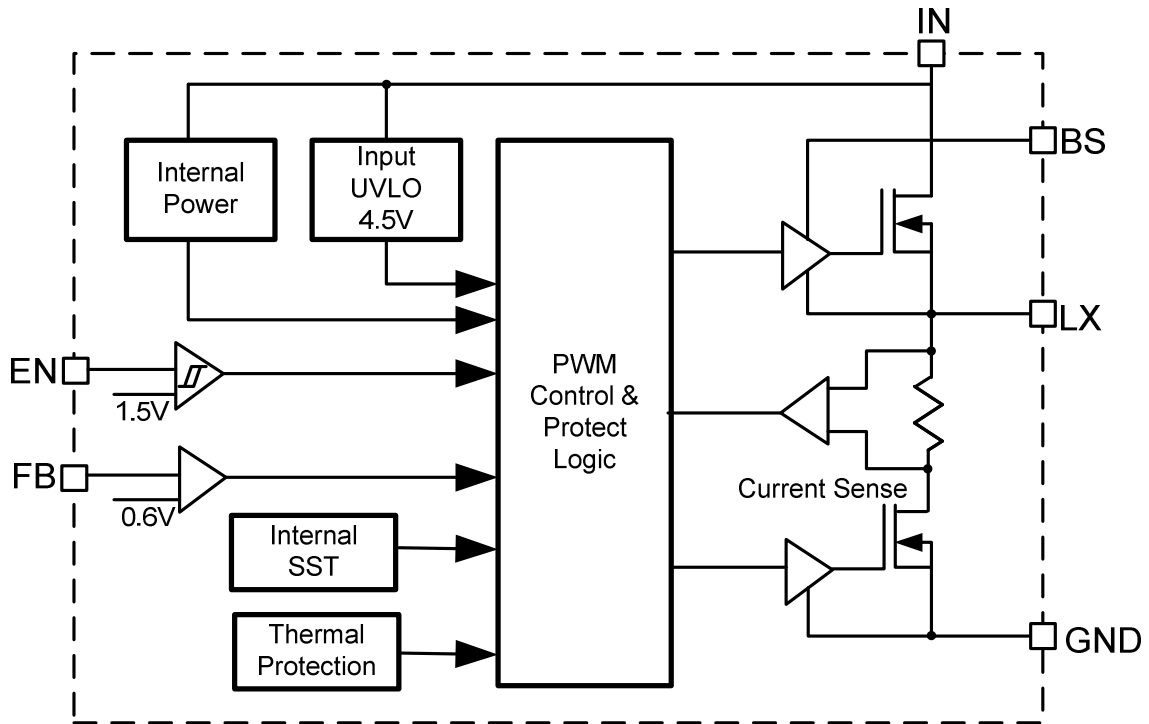 IN
BS
Internal
Power
Input
UVLO
4.5V
LX
EN
1.5V
PWM
Control &
Protect
Logic
FB
0.6V
Current Sense
Internal
SST
Thermal
Protection
GND